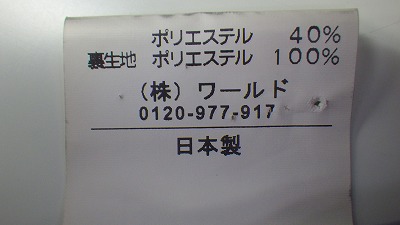 ポリエステル 40%
裏生地 ポリエステル 100%
(株) ワールド
0120-977-917
日本製